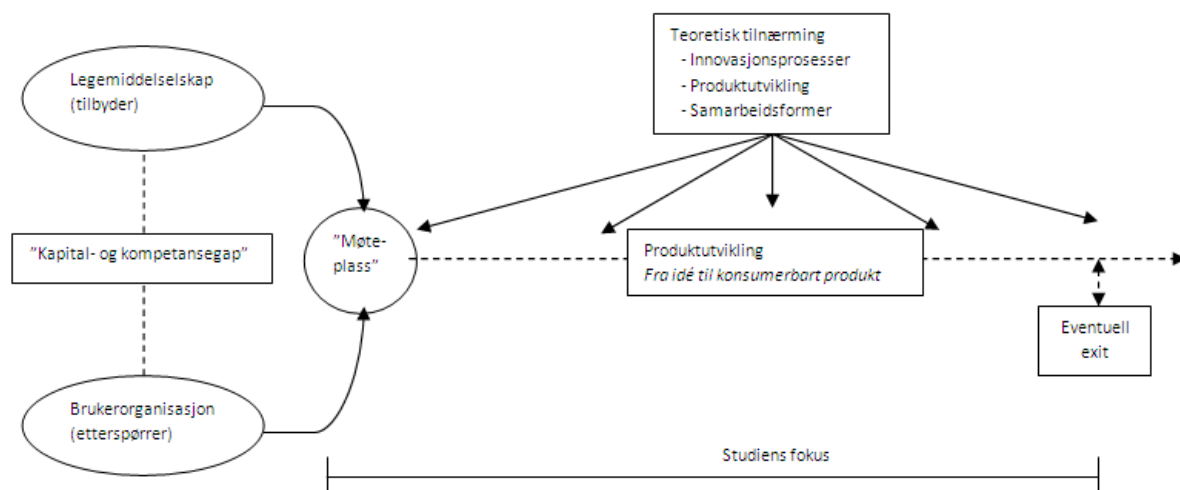 Teoretisk tilnærming
- Innovasjonsprosesser
- Produktutvikling
- Samarbeidsformer
Legemiddelselskap
(tilbyder)
"Kapital- og kompetansegap"
"Møte-
plass"
Produktutvikling
Fra idé til konsumerbart produkt
Eventuell
exit
Brukerorganisasjon
(etterspørrer)
Studiens fokus